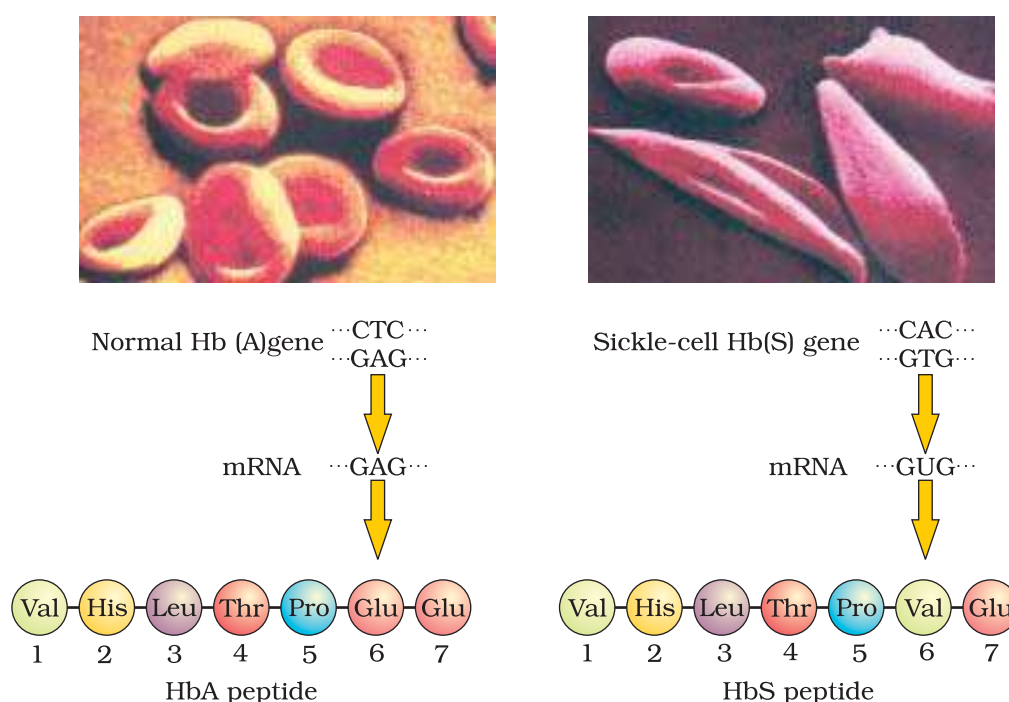 Normal Hb (A)gene
···CTC···
···GAG···
mRNA ···GAG···
Val His Leu Thr Pro Glu Glu
1 2 3 4 5 6 7
HbA peptide
Sickle-cell Hb(S) gene
···CAC···
···GTG···
mRNA ···GUG···
Val His Leu Thr Pro Val Glu
1 2 3 4 5 6 7
HbS peptide